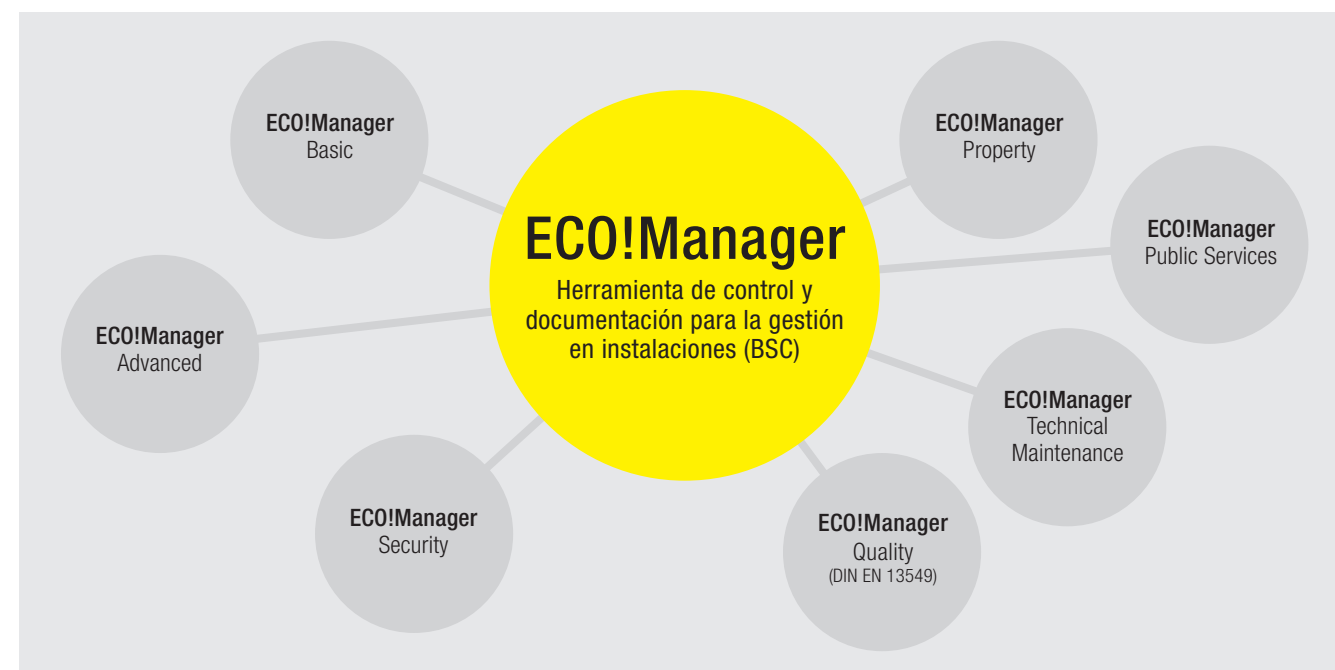 ECO!Manager
Basic
ECO!Manager
Property
ECO!Manager
Public Services
ECO!Manager
Herramienta de control y
documentación para la gestión
en instalaciones (BSC)
ECO!Manager
Advanced
ECO!Manager
Technical
Maintenance
ECO!Manager
Security
ECO!Manager
Quality
(DIN EN 13549)